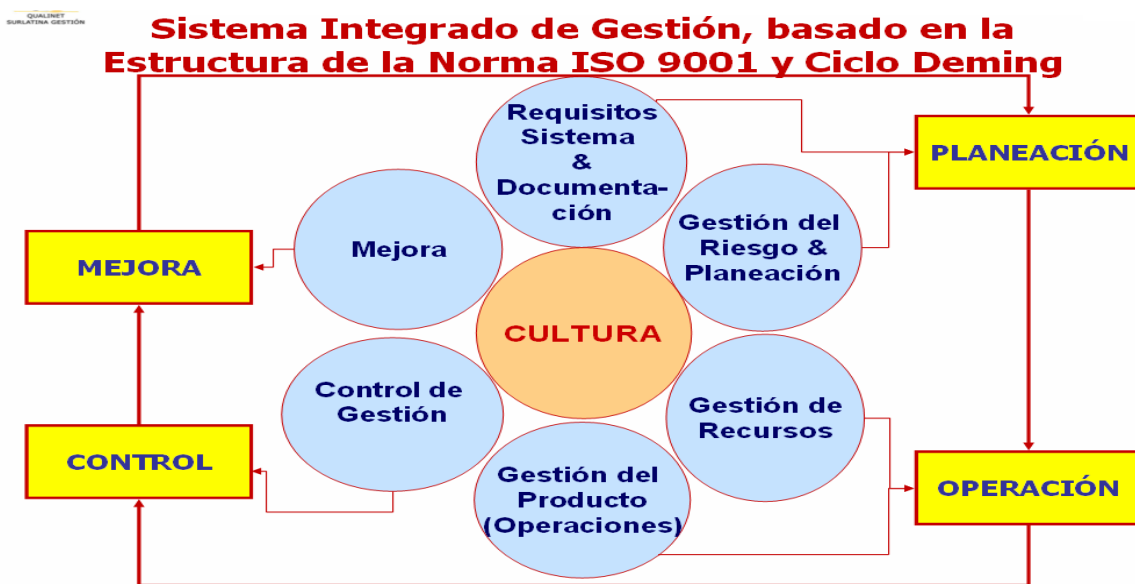 QUALINET
SURLATINA GESTIÓN
Sistema Integrado de Gestión, basado en la
Estructura de la Norma ISO 9001 y Ciclo Deming
Requisitos
Sistema
&
Documenta-
ción
PLANEACIÓN
Gestión del
Riesgo &
Planeación
Mejora
MEJORA
CULTURA
Control de
Gestión
Gestión de
Recursos
CONTROL
Gestión del
Producto
(Operaciones)
OPERACIÓN